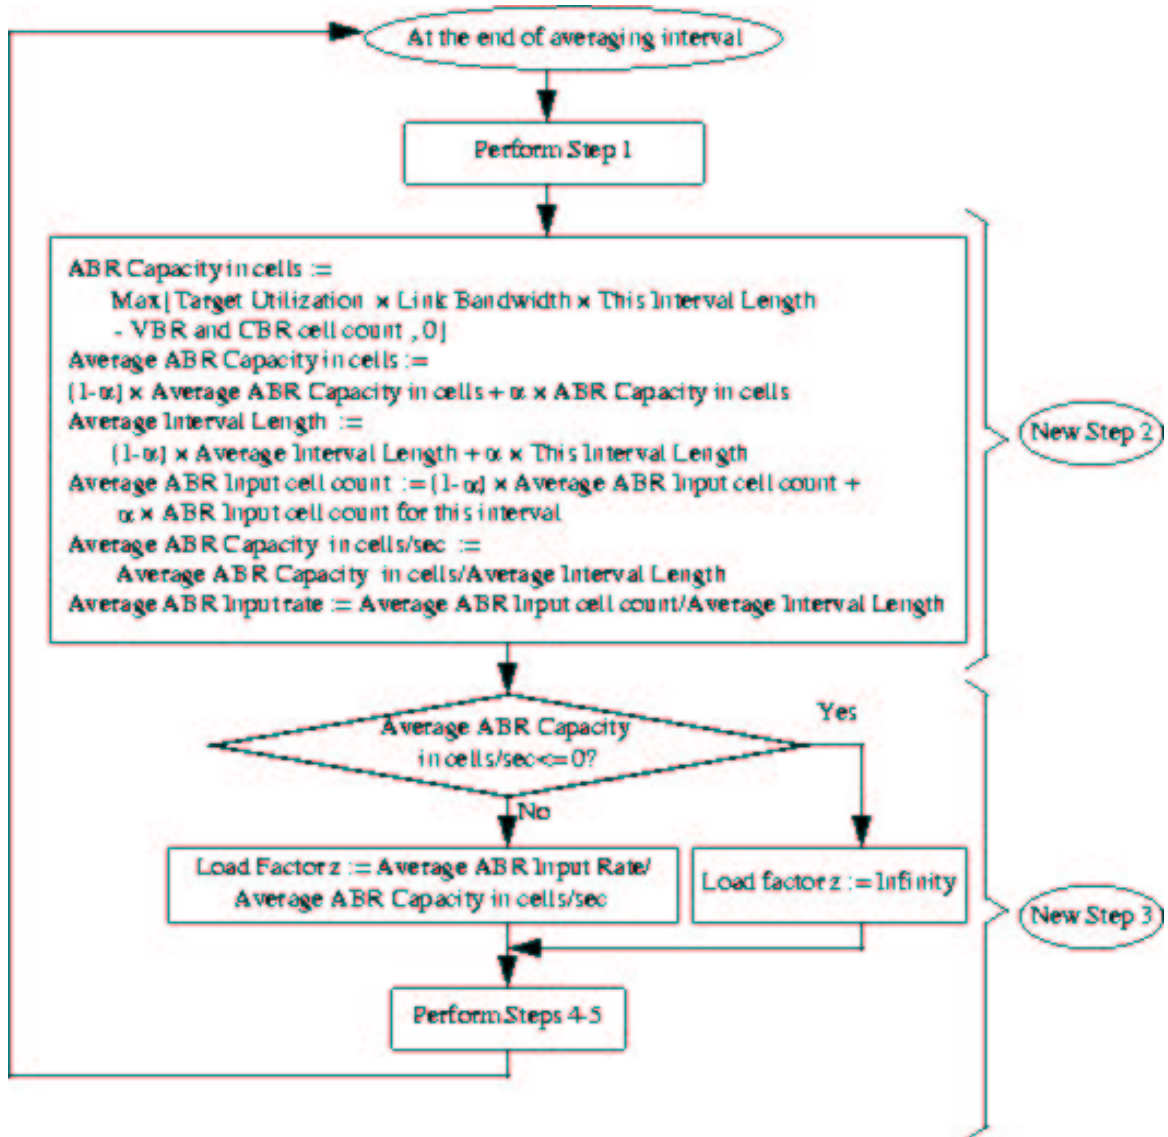 At the end of averaging interval
Perform Step 1
ABR Capacity in cells :=
Max{Target Utilization × Link Bandwidth × This Interval Length
- VBR and CBR cell count , 0}
Average ABR Capacity in cells :=
(1-α) × Average ABR Capacity in cells + α × ABR Capacity in cells
Average Interval Length :=
(1-α) × Average Interval Length + α × This Interval Length
Average ABR Input cell count := (1-α) × Average ABR Input cell count +
α × ABR Input cell count for this interval
Average ABR Capacity in cells/sec :=
Average ABR Capacity in cells/Average Interval Length
Average ABR Input rate := Average ABR Input cell count/Average Interval Length
New Step 2
Average ABR Capacity
in cells/sec<=0?
Yes
No
Load Factor z := Average ABR Input Rate/
Average ABR Capacity in cells/sec
Load factor z := Infinity
New Step 3
Perform Steps 4-5